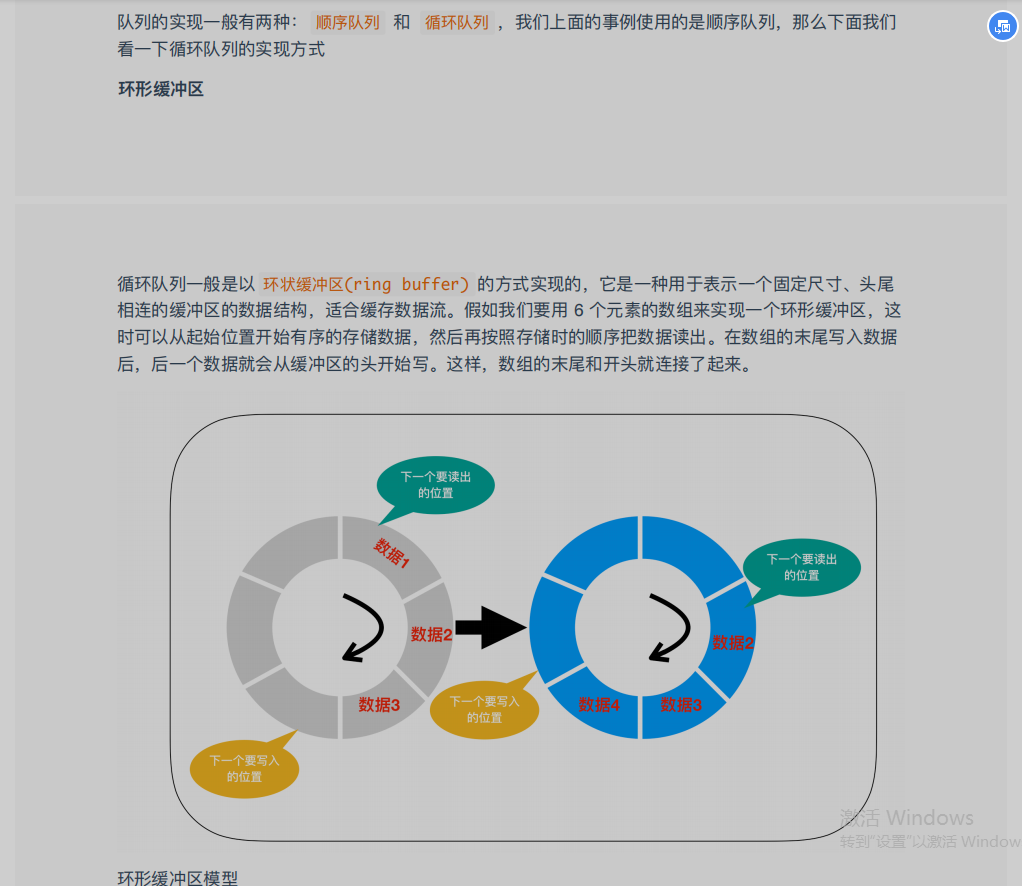 队列的实现一般有两种： 顺序队列 和 循环队列 ，我们上面的事例使用的是顺序队列，那么下面我们
看一下循环队列的实现方式
环形缓冲区
循环队列一般是以 环状缓冲区(ring buffer) 的方式实现的，它是一种用于表示一个固定尺寸、头尾
相连的缓冲区的数据结构，适合缓存数据流。假如我们要用 6 个元素的数组来实现一个环形缓冲区，这
时可以从起始位置开始有序的存储数据，然后再按照存储时的顺序把数据读出。在数组的末尾写入数据
后，后一个数据就会从缓冲区的头开始写。这样，数组的末尾和开头就连接了起来。
下一个要读出
的位置
数据1
数据2
数据3
下一个要写入
的位置
下一个要读出
的位置
数据2
数据3
数据4
下一个要写入
的位置
激活 Windows
转到"设置"以激活 Window
环形缓冲区模型